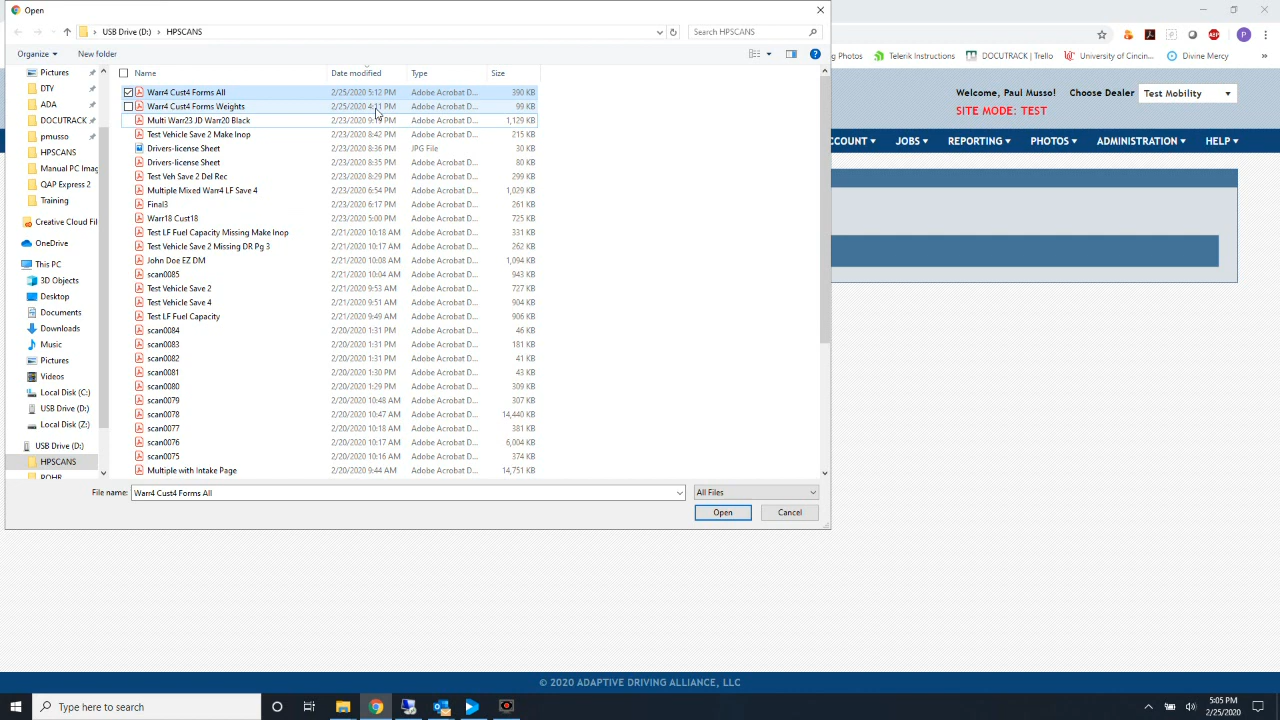 Open
USB Drive (D:) › HPSCANS
Search HPSCANS
Organize
New folder
Name Date modified Type Size
Warr4 Cust4 Forms All 2/25/2020 5:12 PM Adobe Acrobat D... 390 KB
Warr4 Cust4 Forms Weights 2/25/2020 4:11 PM Adobe Acrobat D... 99 KB
Multi Warr23 JD Warr20 Black 2/23/2020 9:19 PM Adobe Acrobat D... 1,129 KB
Test Vehicle Save 2 Make Inop 2/23/2020 8:42 PM Adobe Acrobat D... 215 KB
Drivers-license Sheet 2/23/2020 8:36 PM JPG File 30 KB
Drivers-license Sheet 2/23/2020 8:35 PM Adobe Acrobat D... 80 KB
Test Veh Save 2 Del Rec 2/23/2020 8:29 PM Adobe Acrobat D... 299 KB
Multiple Mixed Warr4 LF Save 4 2/23/2020 6:54 PM Adobe Acrobat D... 1,029 KB
Final3 2/23/2020 6:17 PM Adobe Acrobat D... 261 KB
Warr18 Cust18 2/23/2020 5:00 PM Adobe Acrobat D... 725 KB
Test LF Fuel Capacity Missing Make Inop 2/21/2020 10:18 AM Adobe Acrobat D... 331 KB
Test Vehicle Save 2 Missing DR Pg 3 2/21/2020 10:17 AM Adobe Acrobat D... 262 KB
John Doe EZ DM 2/21/2020 10:08 AM Adobe Acrobat D... 1,094 KB
scan0085 2/21/2020 10:04 AM Adobe Acrobat D... 943 KB
Test Vehicle Save 2 2/21/2020 9:53 AM Adobe Acrobat D... 727 KB
Test Vehicle Save 4 2/21/2020 9:51 AM Adobe Acrobat D... 904 KB
Test LF Fuel Capacity 2/21/2020 9:49 AM Adobe Acrobat D... 906 KB
scan0084 2/20/2020 1:31 PM Adobe Acrobat D... 46 KB
scan0083 2/20/2020 1:31 PM Adobe Acrobat D... 181 KB
scan0082 2/20/2020 1:31 PM Adobe Acrobat D... 41 KB
scan0081 2/20/2020 1:30 PM Adobe Acrobat D... 43 KB
scan0080 2/20/2020 1:29 PM Adobe Acrobat D... 309 KB
scan0079 2/20/2020 10:48 AM Adobe Acrobat D... 307 KB
scan0078 2/20/2020 10:47 AM Adobe Acrobat D... 14,440 KB
scan0077 2/20/2020 10:18 AM Adobe Acrobat D... 381 KB
scan0076 2/20/2020 10:17 AM Adobe Acrobat D... 6,004 KB
scan0075 2/20/2020 10:16 AM Adobe Acrobat D... 374 KB
Multiple with Intake Page 2/20/2020 9:44 AM Adobe Acrobat D... 14,751 KB
Pictures
DTV
ADA
DOCUTRACK
pmusso
HPSCANS
Manual PC Imag
QAP Express 2
Training
Creative Cloud Fil
OneDrive
This PC
3D Objects
Desktop
Documents
Downloads
Music
Pictures
Videos
Local Disk (C:)
USB Drive (D:)
Local Disk (Z:)
USB Drive (D:)
HPSCANS
File name: Warr4 Cust4 Forms All
All Files
Open Cancel
P
ng Photos Telerik Instructions DOCUTRACK | Trello University of Cincin... Divine Mercy »
Welcome, Paul Musso! Choose Dealer Test Mobility
SITE MODE: TEST
CCOUNT JOBS REPORTING PHOTOS ADMINISTRATION HELP
© 2020 ADAPTIVE DRIVING ALLIANCE, LLC
Type here to search
5:05 PM
2/25/2020